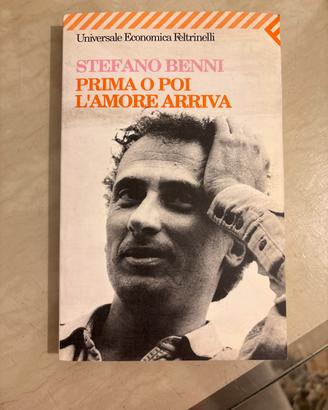 Universale Economica Feltrinelli
STEFANO BENNI
PRIMA O POI
L'AMORE ARRIVA